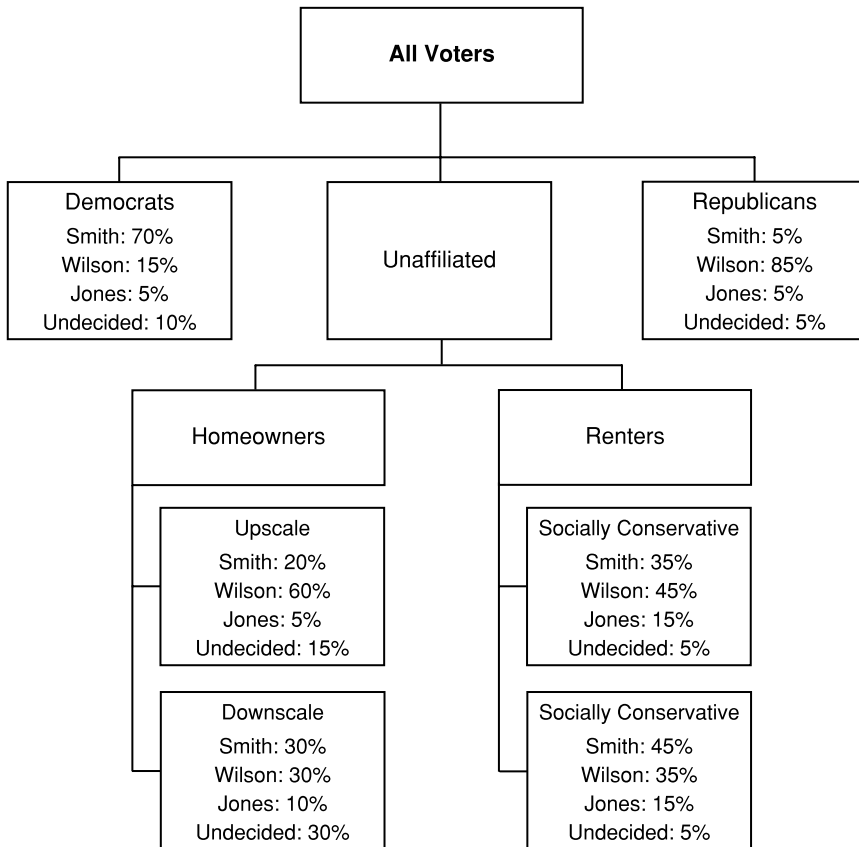 All Voters
Democrats
Smith: 70%
Wilson: 15%
Jones: 5%
Undecided: 10%
Unaffiliated
Republicans
Smith: 5%
Wilson: 85%
Jones: 5%
Undecided: 5%
Homeowners
Renters
Upscale
Smith: 20%
Wilson: 60%
Jones: 5%
Undecided: 15%
Socially Conservative
Smith: 35%
Wilson: 45%
Jones: 15%
Undecided: 5%
Downscale
Smith: 30%
Wilson: 30%
Jones: 10%
Undecided: 30%
Socially Conservative
Smith: 45%
Wilson: 35%
Jones: 15%
Undecided: 5%